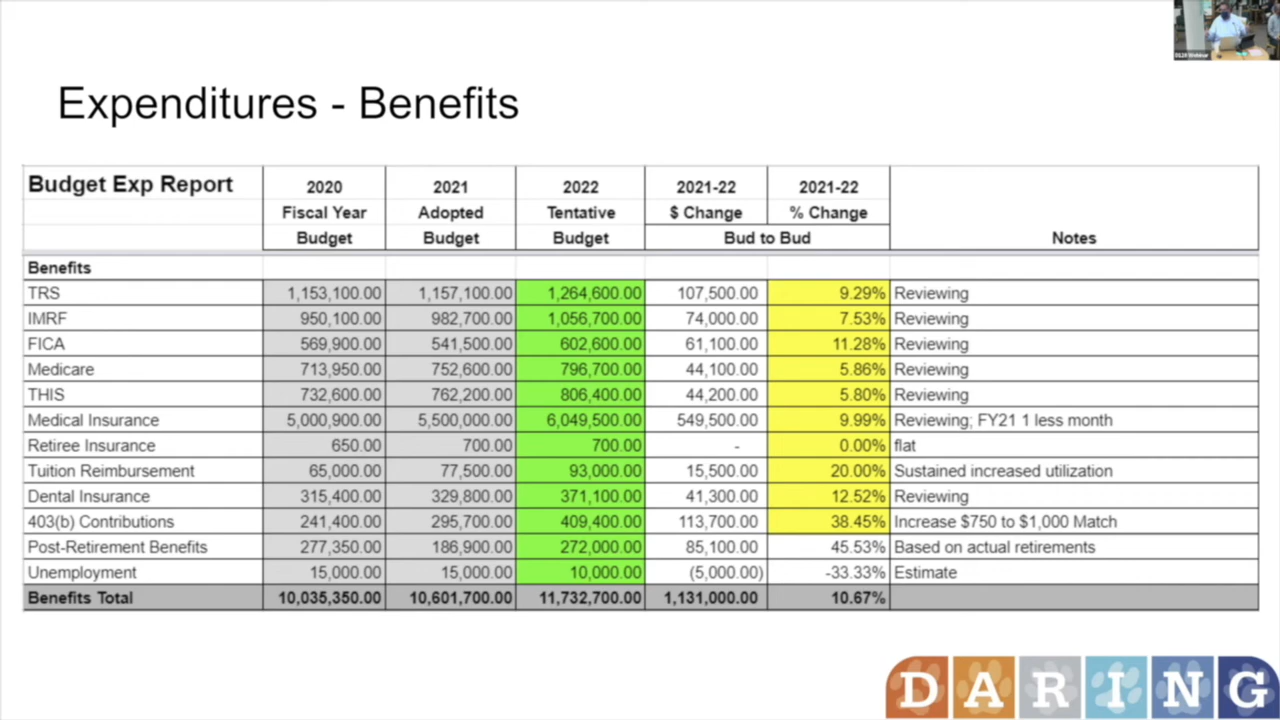 Expenditures - Benefits
Budget Exp Report 2020 2021 2022 2021-22 2021-22
Fiscal Year Adopted Tentative $ Change % Change
Budget Budget Budget Bud to Bud Notes
Benefits
TRS 1,153,100.00 1,157,100.00 1,264,600.00 107,500.00 9.29% Reviewing
IMRF 950,100.00 982,700.00 1,056,700.00 74,000.00 7.53% Reviewing
FICA 569,900.00 541,500.00 602,600.00 61,100.00 11.28% Reviewing
Medicare 713,950.00 752,600.00 796,700.00 44,100.00 5.86% Reviewing
THIS 732,600.00 762,200.00 806,400.00 44,200.00 5.80% Reviewing
Medical Insurance 5,000,900.00 5,500,000.00 6,049,500.00 549,500.00 9.99% Reviewing; FY21 1 less month
Retiree Insurance 650.00 700.00 700.00 - 0.00% flat
Tuition Reimbursement 65,000.00 77,500.00 93,000.00 15,500.00 20.00% Sustained increased utilization
Dental Insurance 315,400.00 329,800.00 371,100.00 41,300.00 12.52% Reviewing
403(b) Contributions 241,400.00 295,700.00 409,400.00 113,700.00 38.45% Increase $750 to $1,000 Match
Post-Retirement Benefits 277,350.00 186,900.00 272,000.00 85,100.00 45.53% Based on actual retirements
Unemployment 15,000.00 15,000.00 10,000.00 (5,000.00) -33.33% Estimate
Benefits Total 10,035,350.00 10,601,700.00 11,732,700.00 1,131,000.00 10.67%
DARING